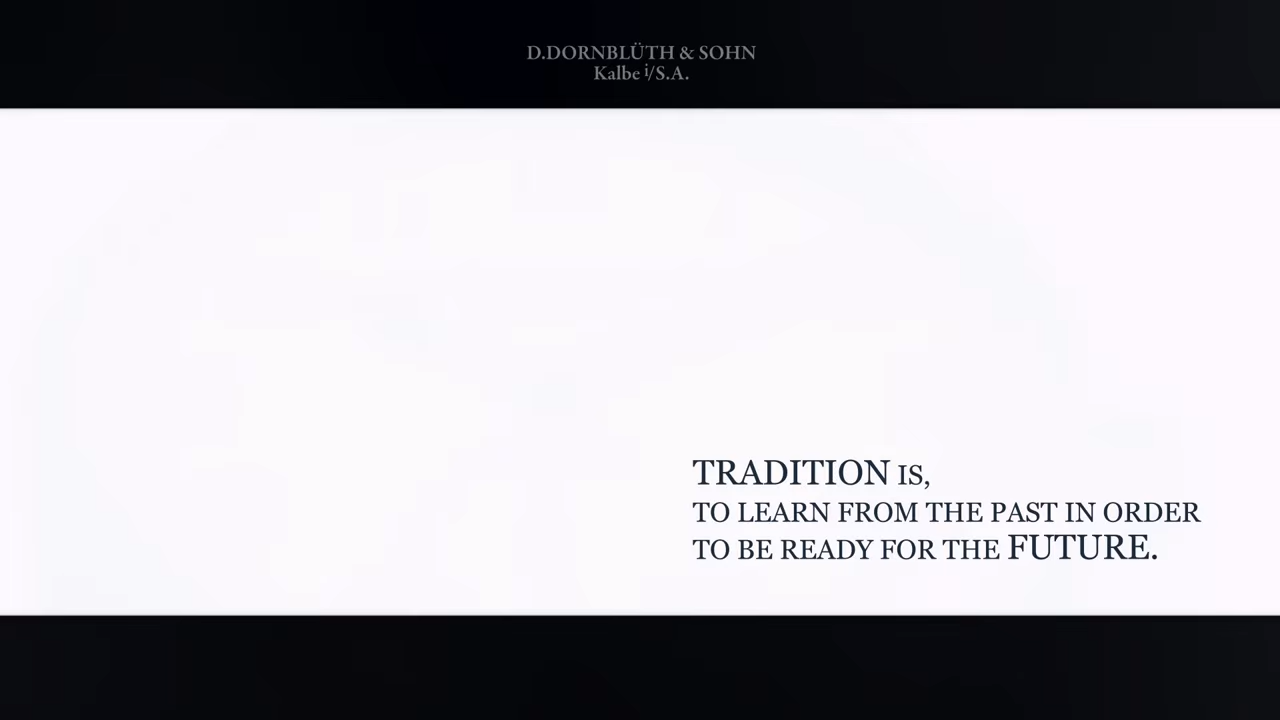 D.DORNBLÜTH & SOHN
Kalbe i/S.A.
TRADITION IS,
TO LEARN FROM THE PAST IN ORDER
TO BE READY FOR THE FUTURE.